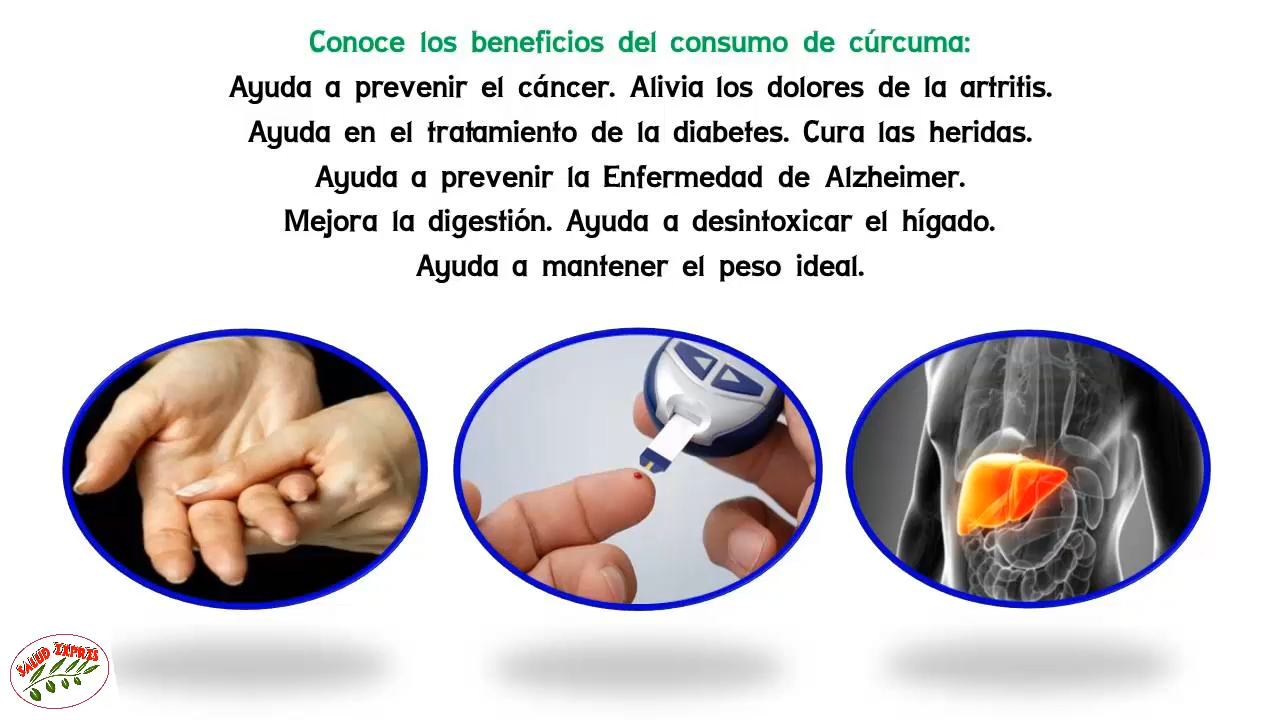 Conoce los beneficios del consumo de cúrcuma:
Ayuda a prevenir el cáncer. Alivia los dolores de la artritis.
Ayuda en el tratamiento de la diabetes. Cura las heridas.
Ayuda a prevenir la Enfermedad de Alzheimer.
Mejora la digestión. Ayuda a desintoxicar el hígado.
Ayuda a mantener el peso ideal.
SALUD EXPRIS